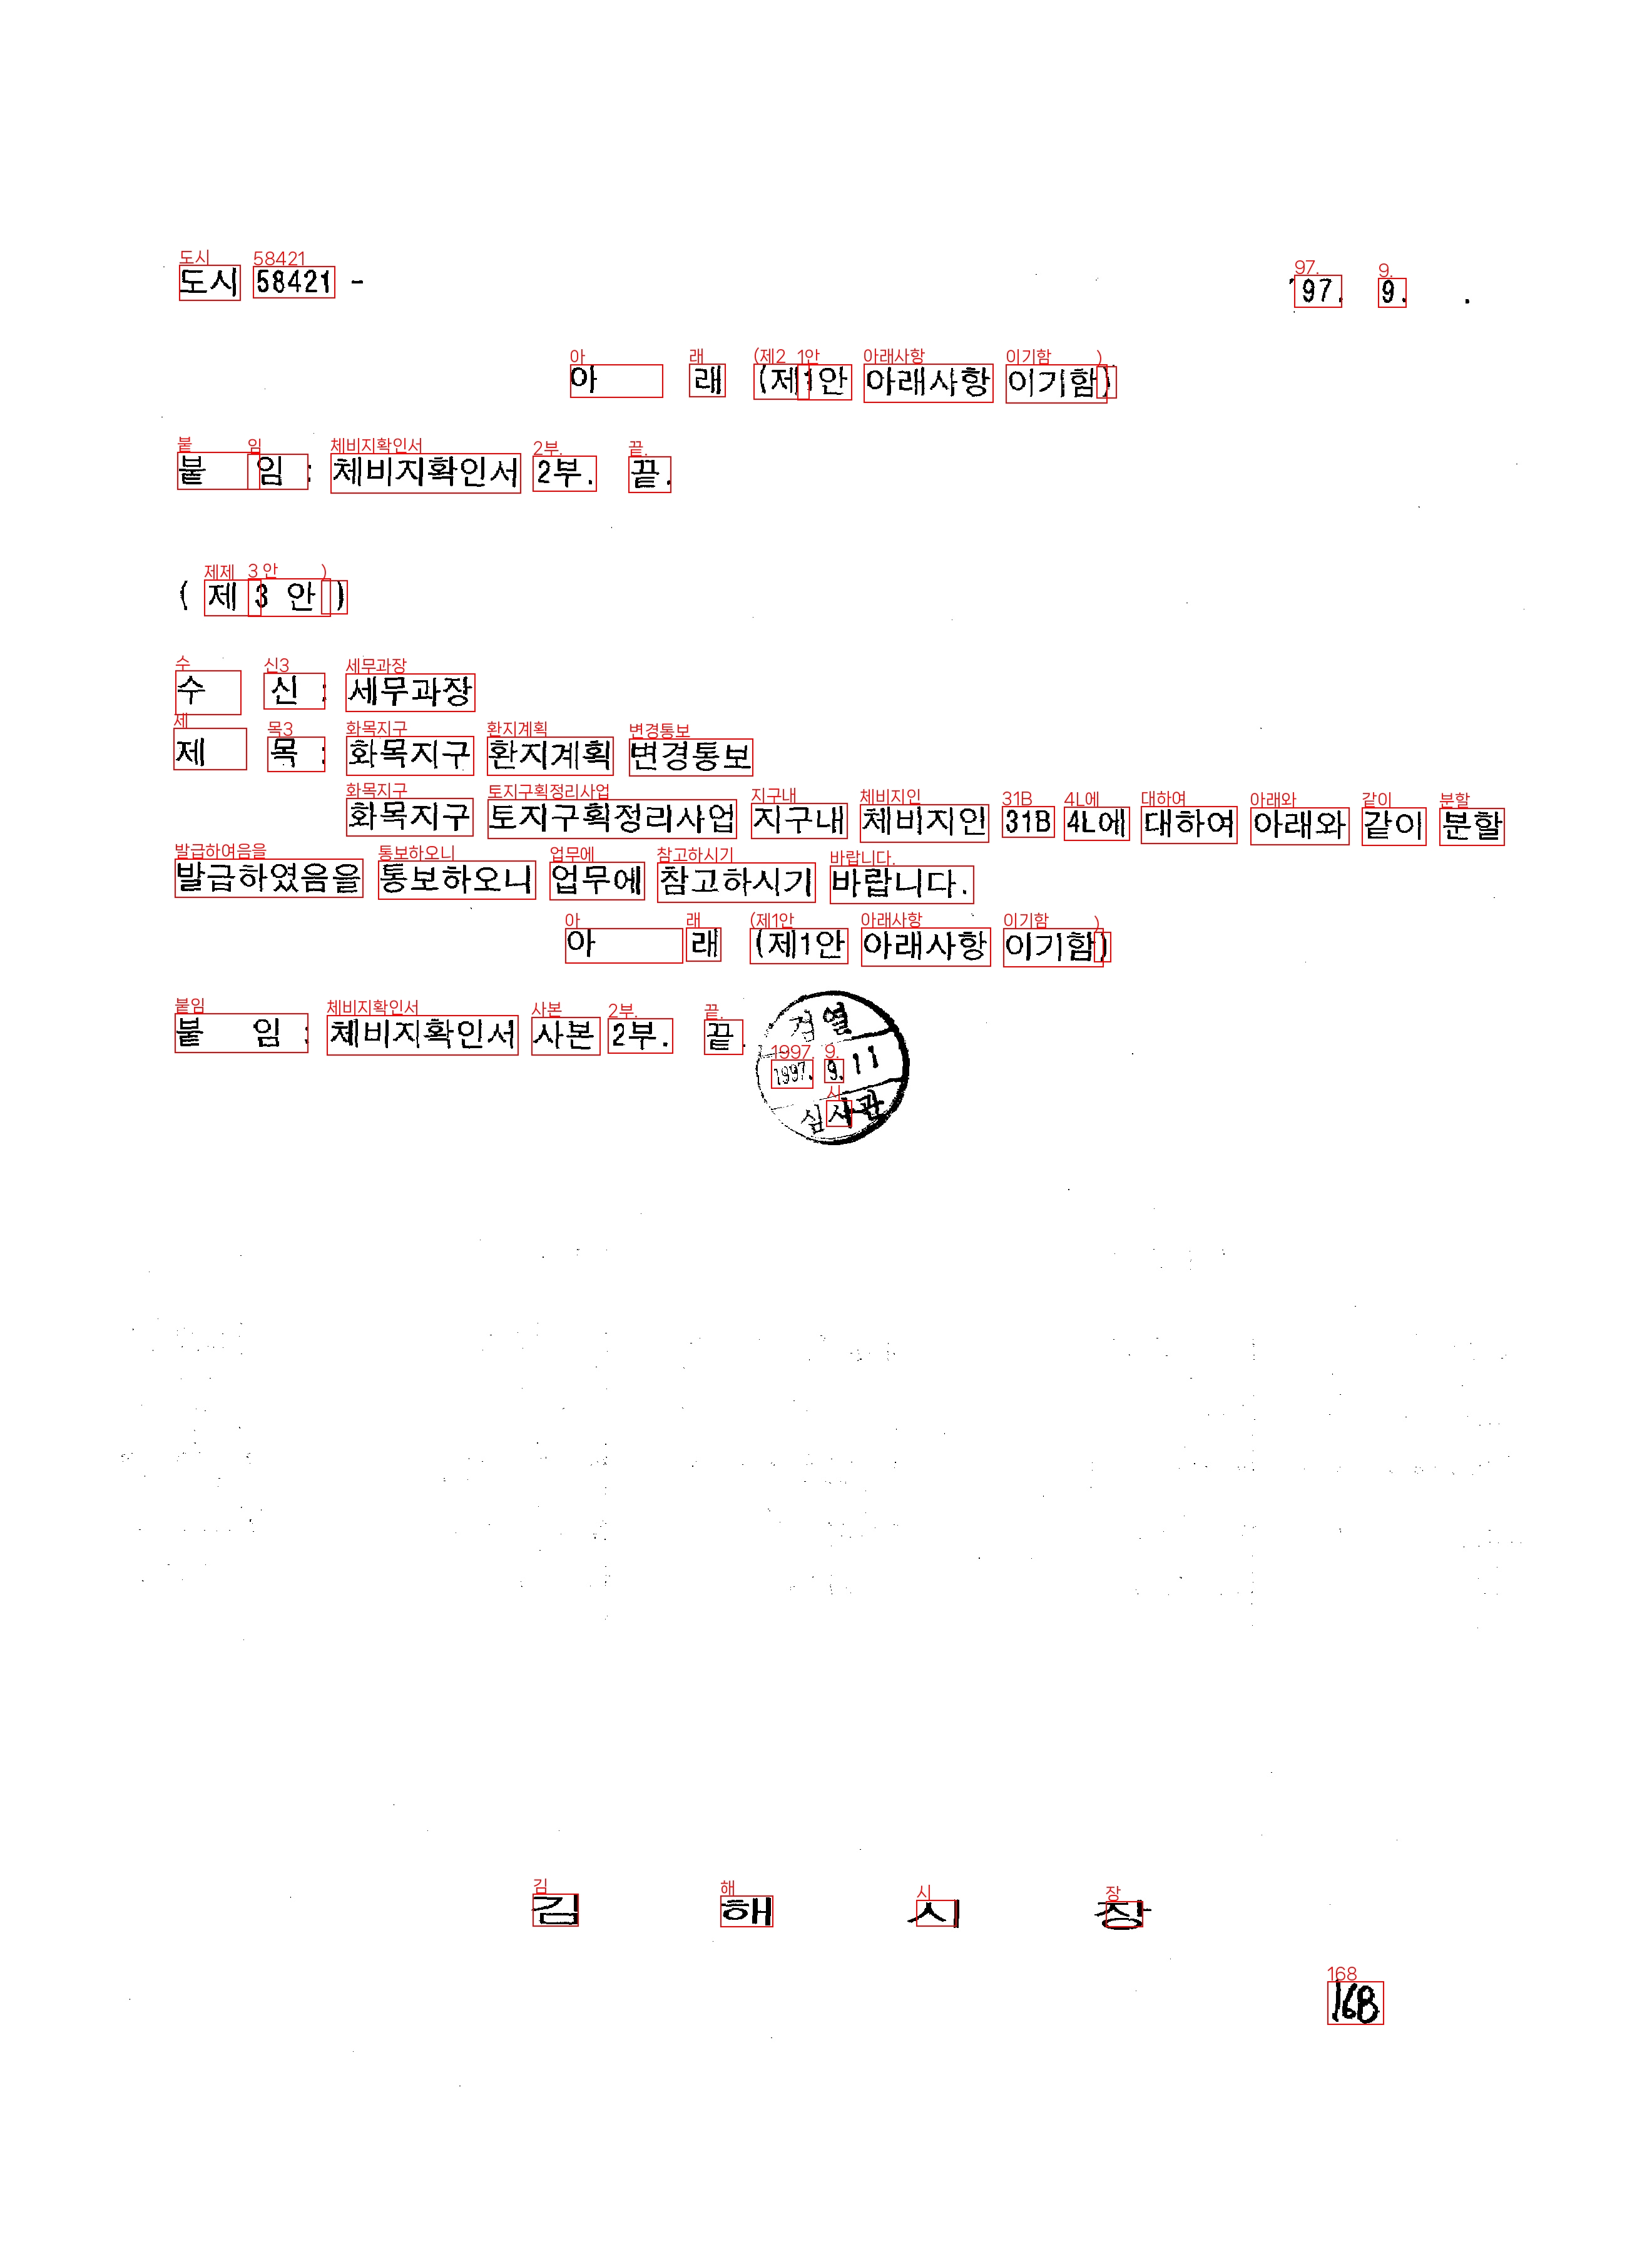 도시 58421 - '97. 9. .
아 래 (제1안 아래사항 이기함)
붙 임 : 체비지확인서 2부. 끝.
( 제 3 안 )
수 신 : 세무과장
제 목 : 화목지구 환지계획 변경통보
화목지구 토지구획정리사업 지구내 체비지인 31B 4L에 대하여 아래와 같이 분할
발급하였음을 통보하오니 업무에 참고하시기 바랍니다.
아 래 (제1안 아래사항 이기함)
붙 임 : 체비지확인서 사본 2부. 끝.
검열
1997. 9. 11
심사관
김 해 시 장
168